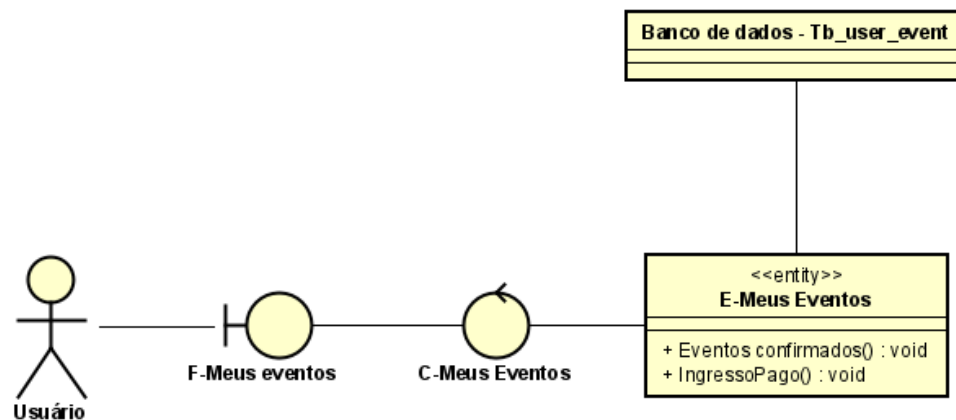 Banco de dados - Tb_user_event
<<entity>>
E-Meus Eventos
+ Eventos confirmados() : void
+ IngressoPago() : void
F-Meus eventos
C-Meus Eventos
Usuário